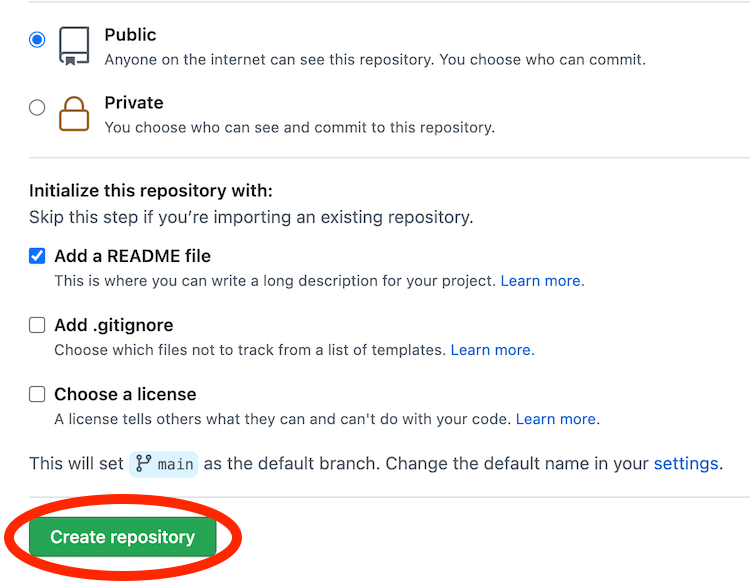 Public
Anyone on the internet can see this repository. You choose who can commit.
Private
You choose who can see and commit to this repository.
Initialize this repository with:
Skip this step if you’re importing an existing repository.
Add a README file
This is where you can write a long description for your project. Learn more.
Add .gitignore
Choose which files not to track from a list of templates. Learn more.
Choose a license
A license tells others what they can and can't do with your code. Learn more.
This will set main as the default branch. Change the default name in your settings.
Create repository